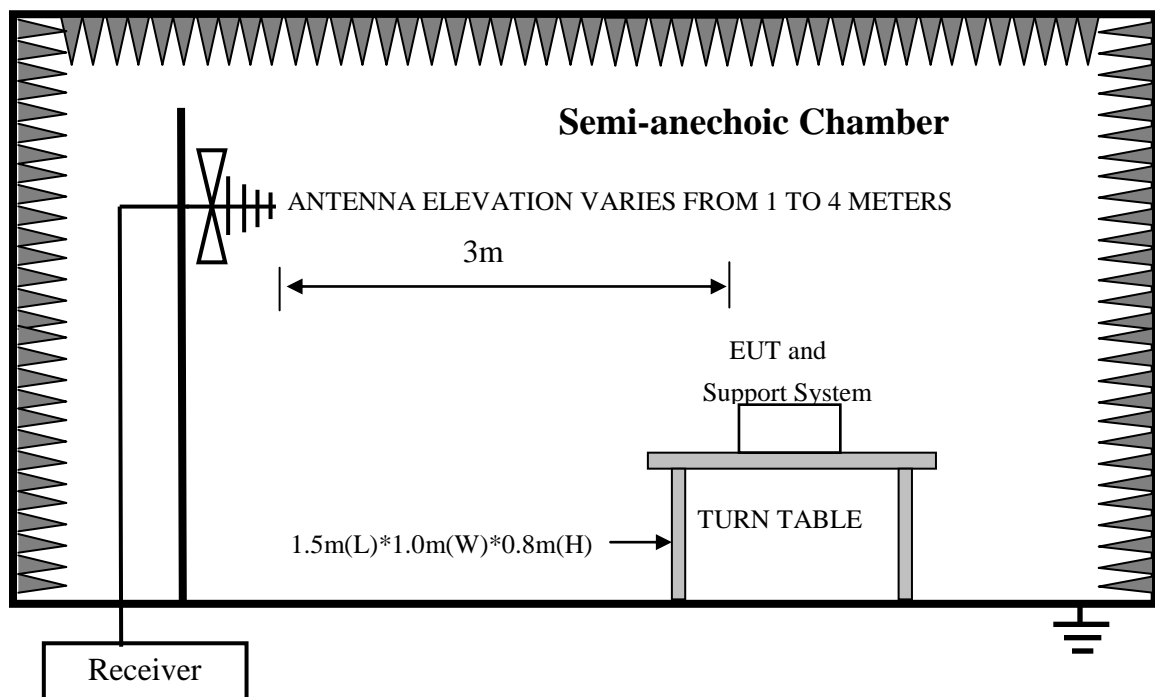 Semi-anechoic Chamber
ANTENNA ELEVATION VARIES FROM 1 TO 4 METERS
3m
EUT and
Support System
TURN TABLE
1.5m(L)*1.0m(W)*0.8m(H)
Receiver